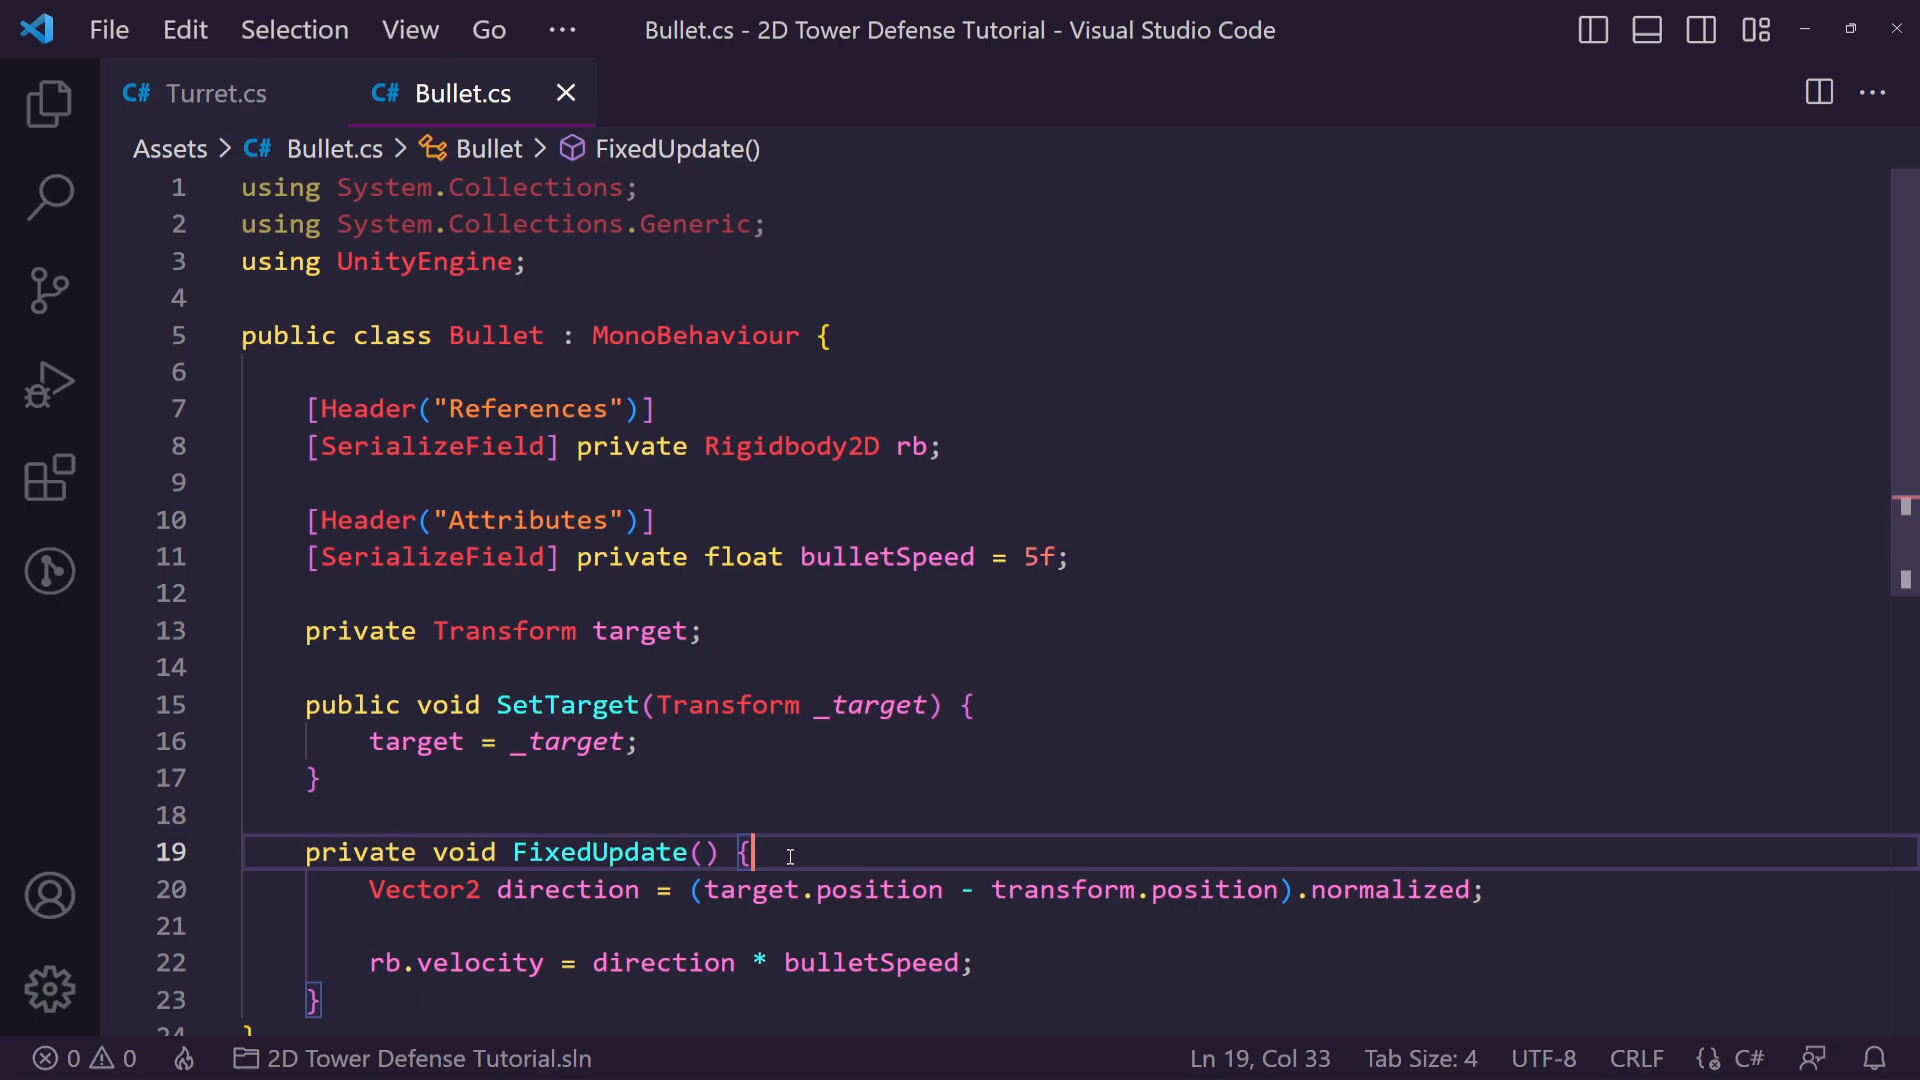 File Edit Selection View Go ··· Bullet.cs - 2D Tower Defense Tutorial - Visual Studio Code
C# Turret.cs C# Bullet.cs
Assets > C# Bullet.cs > Bullet > FixedUpdate()
1 using System.Collections;
2 using System.Collections.Generic;
3 using UnityEngine;
4
5 public class Bullet : MonoBehaviour {
6
7 [Header("References")]
8 [SerializeField] private Rigidbody2D rb;
9
10 [Header("Attributes")]
11 [SerializeField] private float bulletSpeed = 5f;
12
13 private Transform target;
14
15 public void SetTarget(Transform _target) {
16 target = _target;
17 }
18
19 private void FixedUpdate() {
20 Vector2 direction = (target.position - transform.position).normalized;
21
22 rb.velocity = direction * bulletSpeed;
23 }
24 }
0 0 2D Tower Defense Tutorial.sln Ln 19, Col 33 Tab Size: 4 UTF-8 CRLF C#